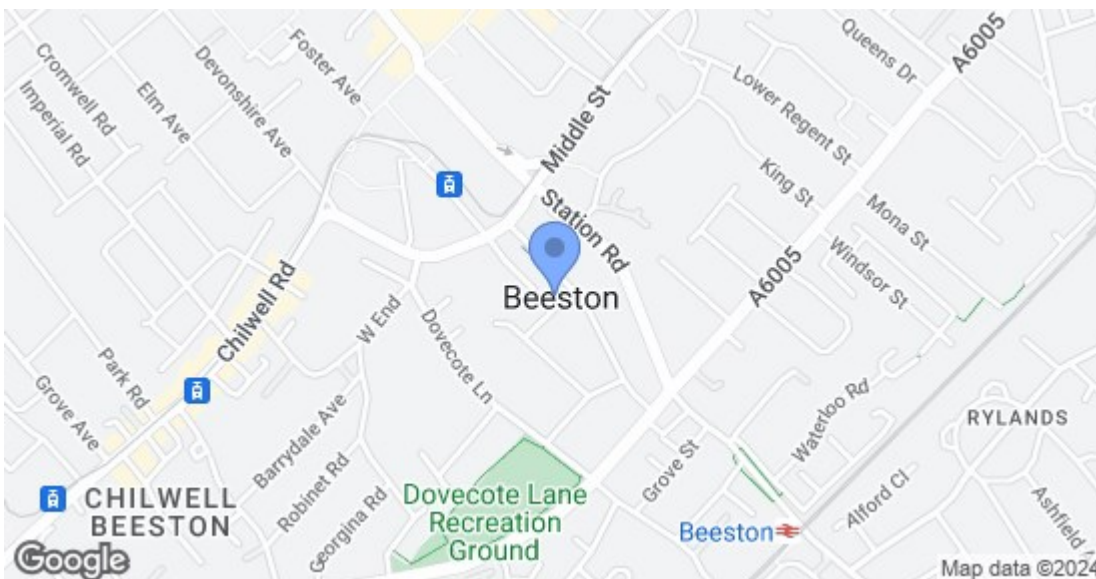 Cromwell Rd
Imperial Rd
Elm Ave
Devonshire Ave
Foster Ave
Middle St
Queens Dr
A6005
Lower Regent St
King St
Mona St
Station Rd
Windsor St
A6005
Beeston
Chilwell Rd
W End
Dovecote Ln
Park Rd
Grove Ave
Barrydale Ave
Robinet Rd
Georgina Rd
Waterloo Rd
RYLANDS
Grove St
Alford Cl
Ashfield
CHILWELL
BEESTON
Dovecote Lane
Recreation
Ground
Beeston
Google
Map data ©2024